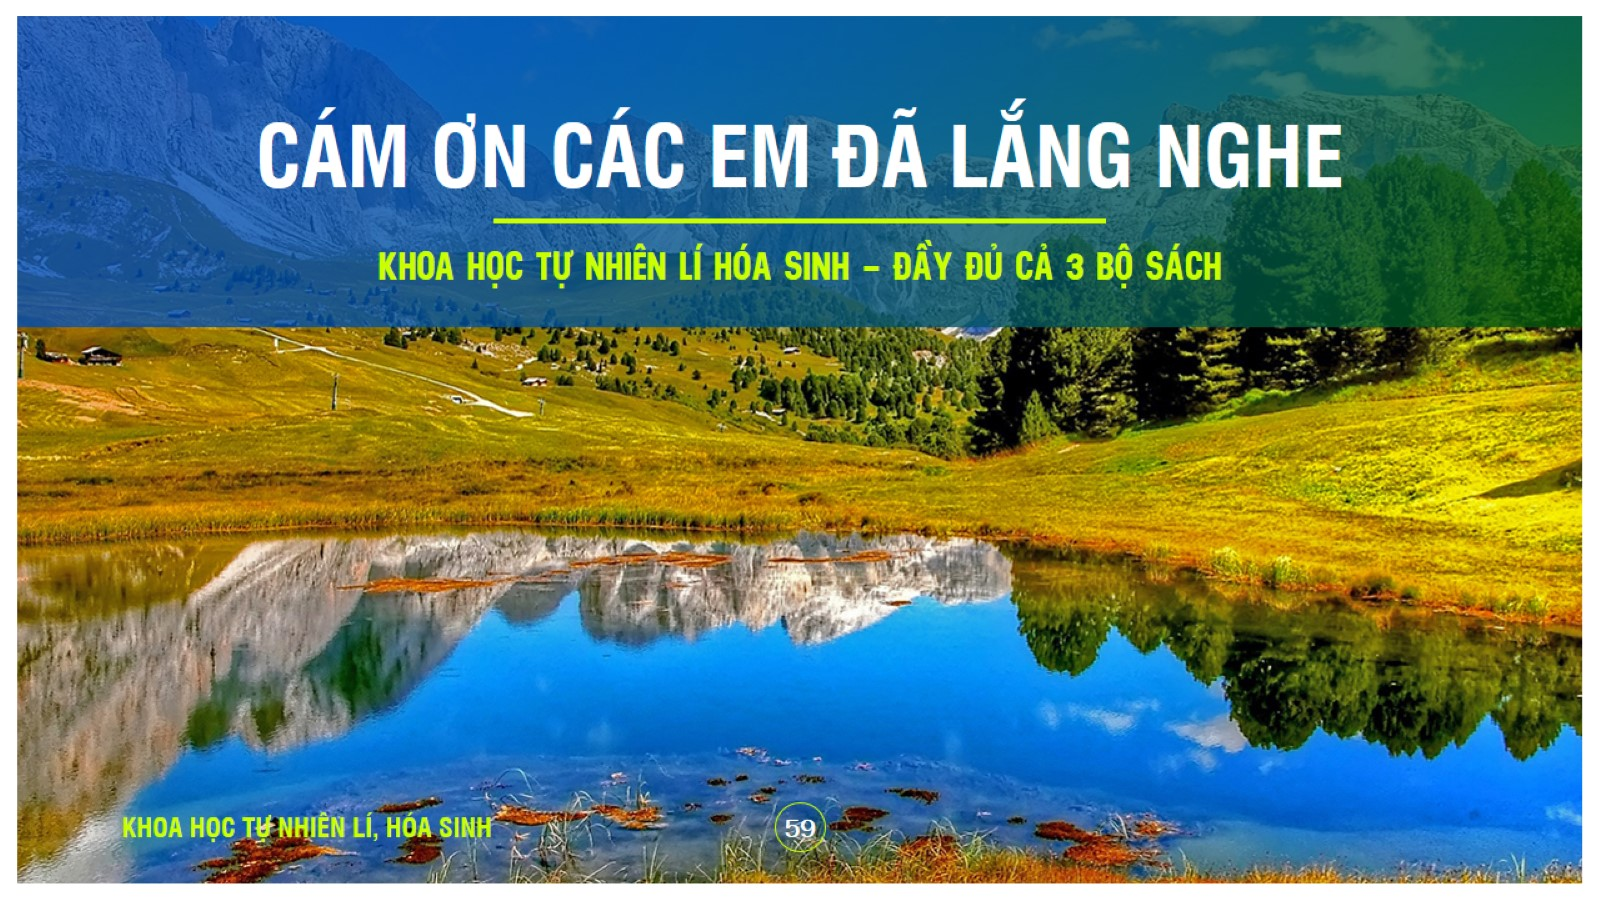 CÁM ƠN CÁC EM ĐÃ LẮNG NGHE
KHOA HỌC TỰ NHIÊN LÍ HÓA SINH – ĐẦY ĐỦ CẢ 3 BỘ SÁCH
KHOA HỌC TỰ NHIÊN LÍ, HÓA SINH
59